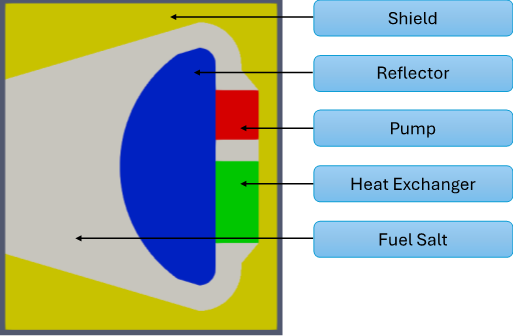 Shield
Reflector
Pump
Heat Exchanger
Fuel Salt